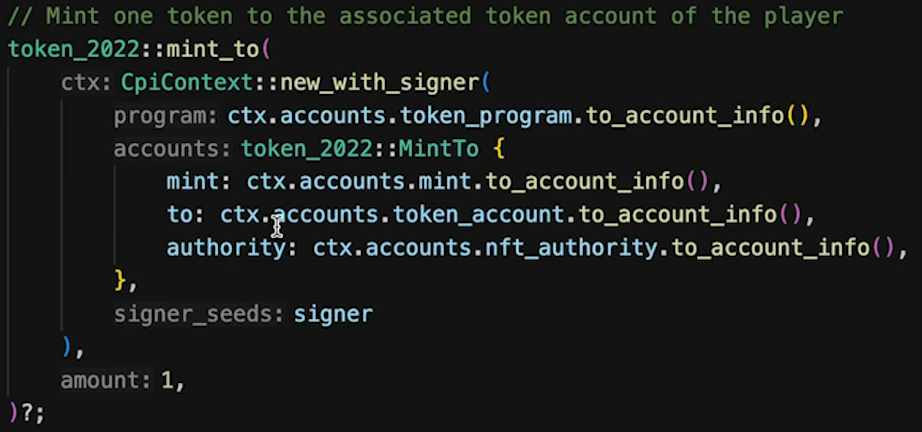 // Mint one token to the associated token account of the player
token_2022::mint_to(
ctx: CpiContext::new_with_signer(
program: ctx.accounts.token_program.to_account_info(),
accounts: token_2022::MintTo {
mint: ctx.accounts.mint.to_account_info(),
to: ctx.accounts.token_account.to_account_info(),
authority: ctx.accounts.nft_authority.to_account_info(),
},
signer_seeds: signer
),
amount: 1,
)?;